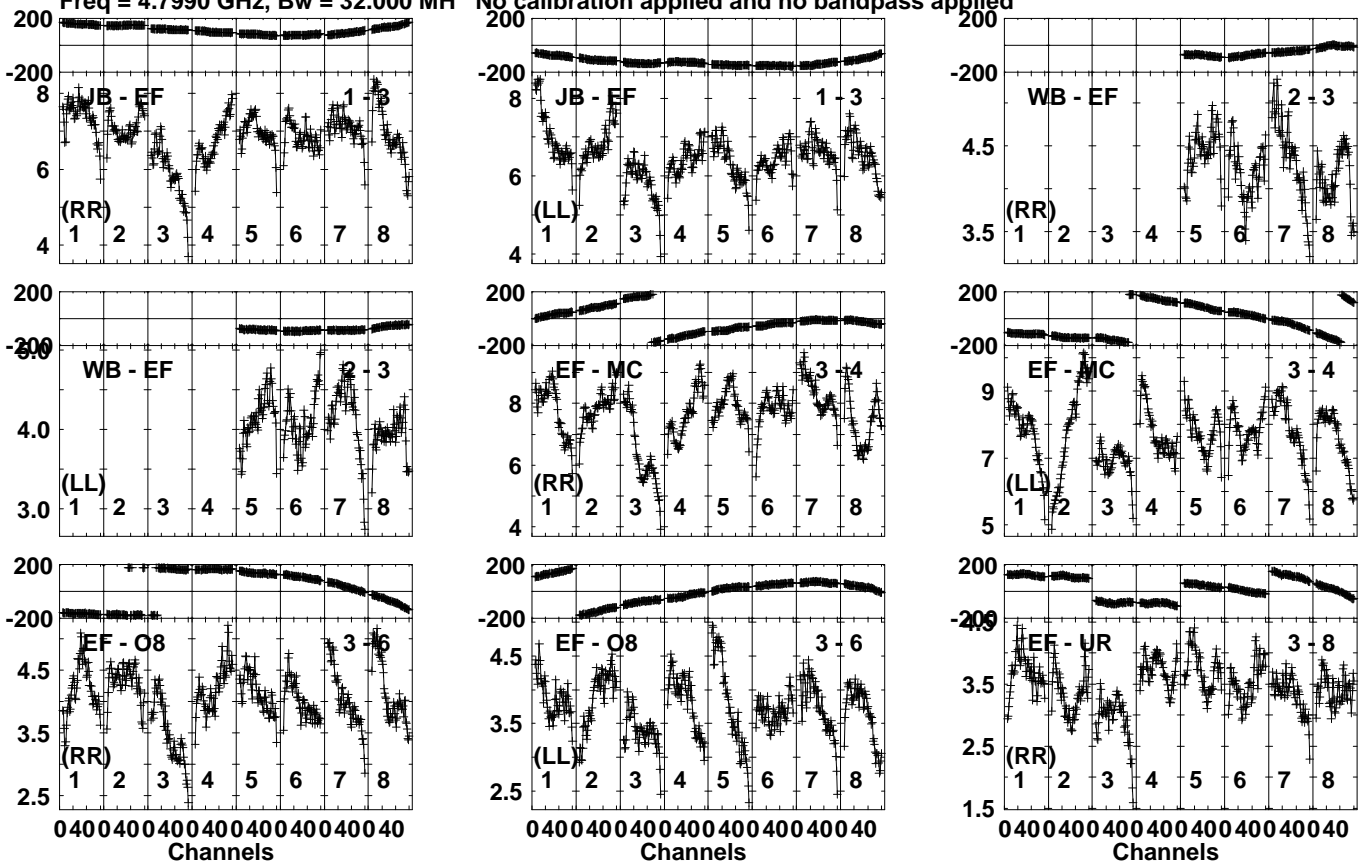 Freq = 4.7990 GHz, Bw = 32.000 MH No calibration applied and no bandpass applied
200
-200
8
6
4
JB - EF 1 - 3
(RR)
1 2 3 4 5 6 7 8
200
-200
8
6
4
JB - EF 1 - 3
(LL)
1 2 3 4 5 6 7 8
200
-200
4.5
3.5
WB - EF 2 - 3
(RR)
1 2 3 4 5 6 7 8
200
-200
5.0
4.0
3.0
WB - EF 2 - 3
(LL)
1 2 3 4 5 6 7 8
200
-200
8
6
4
EF - MC 3 - 4
(RR)
1 2 3 4 5 6 7 8
200
-200
9
7
5
EF - MC 3 - 4
(LL)
1 2 3 4 5 6 7 8
200
-200
4.5
3.5
2.5
EF - O8 3 - 6
(RR)
1 2 3 4 5 6 7 8
0 40 0 40 0 40 0 40 0 40 0 40 0 40 0 40
Channels
200
-200
4.5
3.5
2.5
EF - O8 3 - 6
(LL)
1 2 3 4 5 6 7 8
0 40 0 40 0 40 0 40 0 40 0 40 0 40 0 40
Channels
200
-200
4.5
3.5
2.5
1.5
EF - UR 3 - 8
(RR)
1 2 3 4 5 6 7 8
0 40 0 40 0 40 0 40 0 40 0 40 0 40 0 40
Channels